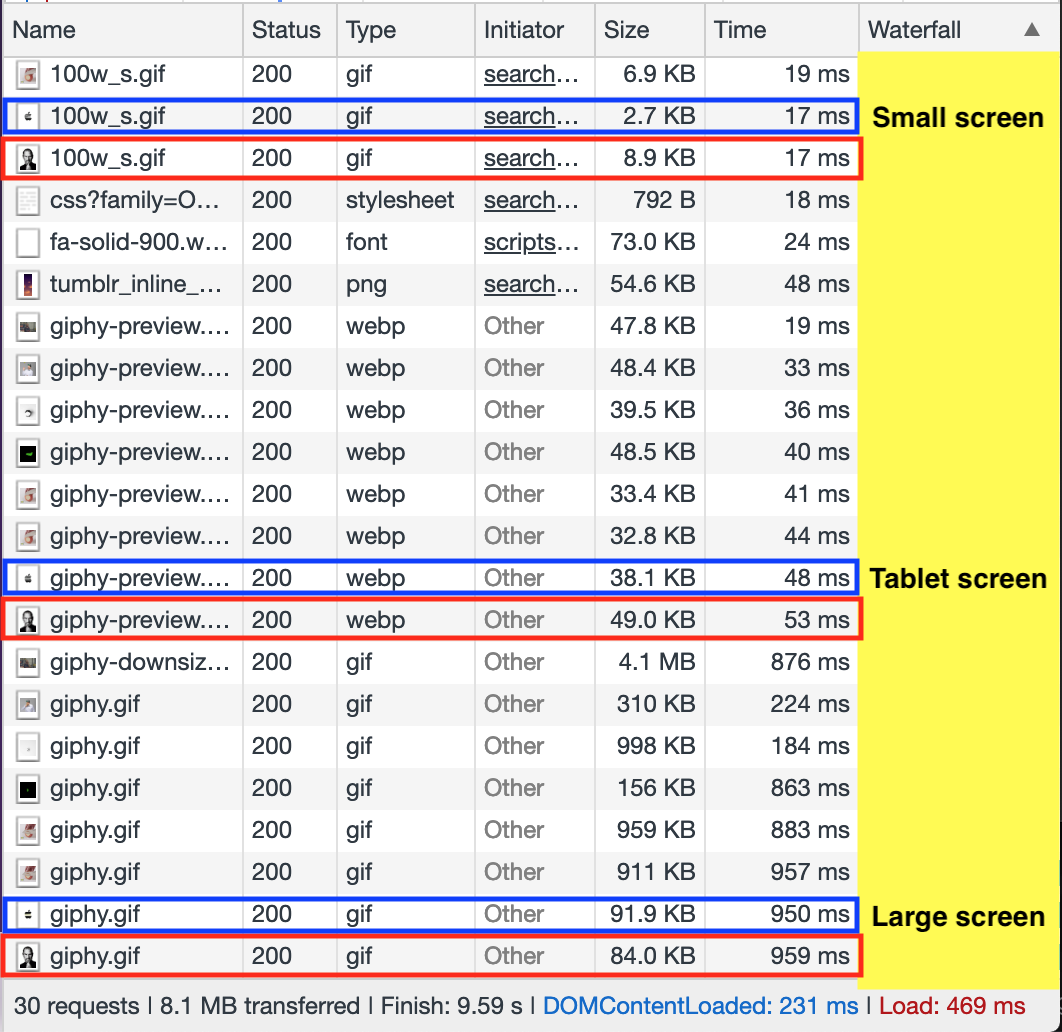 Name Status Type Initiator Size Time Waterfall ▲
100w_s.gif 200 gif search… 6.9 KB 19 ms
100w_s.gif 200 gif search… 2.7 KB 17 ms Small screen
100w_s.gif 200 gif search… 8.9 KB 17 ms
css?family=O… 200 stylesheet search… 792 B 18 ms
fa-solid-900.w… 200 font scripts… 73.0 KB 24 ms
tumblr_inline_… 200 png search… 54.6 KB 48 ms
giphy-preview.… 200 webp Other 47.8 KB 19 ms
giphy-preview.… 200 webp Other 48.4 KB 33 ms
giphy-preview.… 200 webp Other 39.5 KB 36 ms
giphy-preview.… 200 webp Other 48.5 KB 40 ms
giphy-preview.… 200 webp Other 33.4 KB 41 ms
giphy-preview.… 200 webp Other 32.8 KB 44 ms
giphy-preview.… 200 webp Other 38.1 KB 48 ms Tablet screen
giphy-preview.… 200 webp Other 49.0 KB 53 ms
giphy-downsiz… 200 gif Other 4.1 MB 876 ms
giphy.gif 200 gif Other 310 KB 224 ms
giphy.gif 200 gif Other 998 KB 184 ms
giphy.gif 200 gif Other 156 KB 863 ms
giphy.gif 200 gif Other 959 KB 883 ms
giphy.gif 200 gif Other 911 KB 957 ms
giphy.gif 200 gif Other 91.9 KB 950 ms Large screen
giphy.gif 200 gif Other 84.0 KB 959 ms
30 requests | 8.1 MB transferred | Finish: 9.59 s | DOMContentLoaded: 231 ms | Load: 469 ms